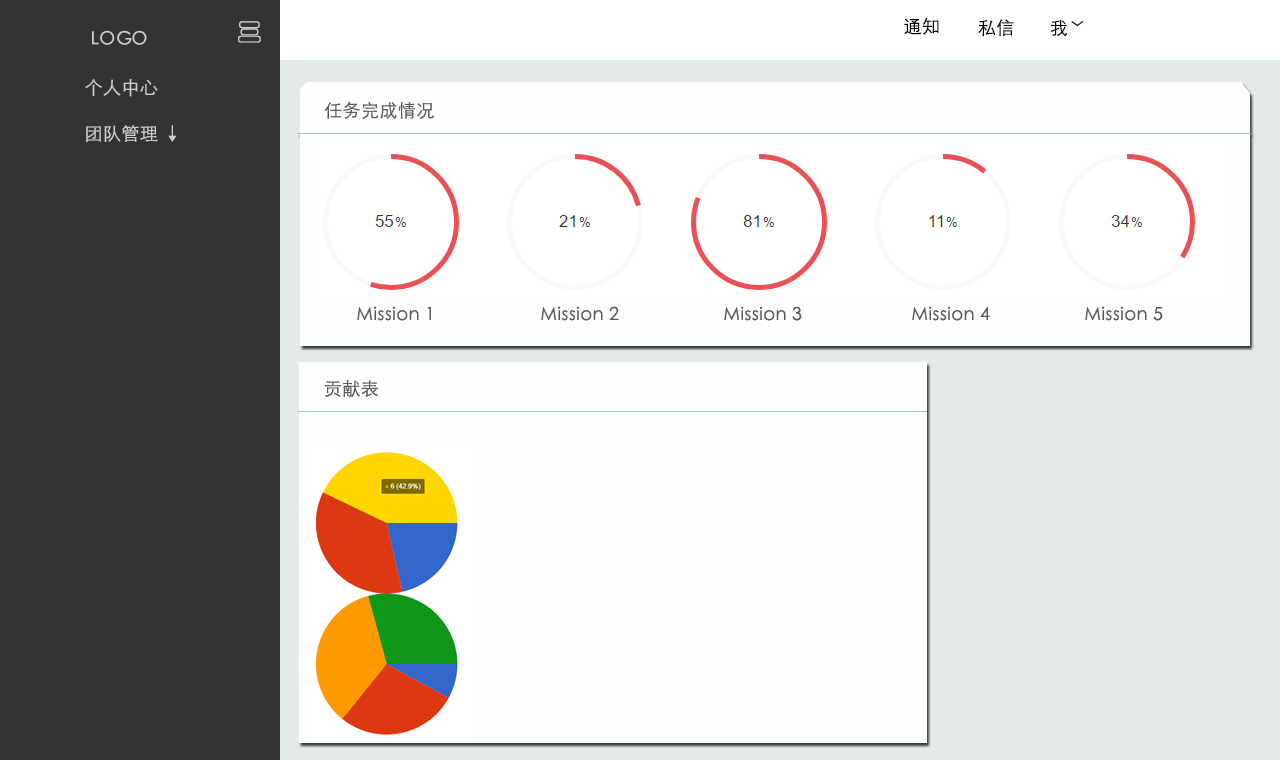 LOGO
通知 私信 我
个人中心
团队管理 ↓
任务完成情况
55% 21% 81% 11% 34%
Mission 1 Mission 2 Mission 3 Mission 4 Mission 5
贡献表
6 (42.9%)